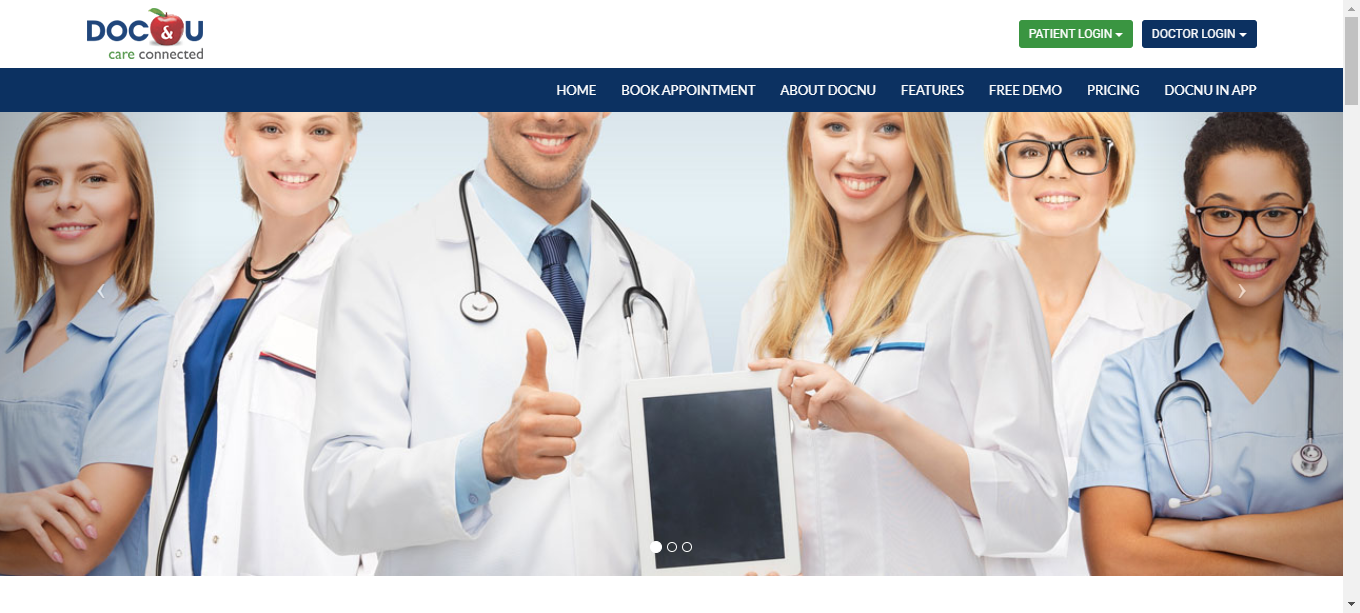 DOC&U
care connected
PATIENT LOGIN
DOCTOR LOGIN
HOME BOOK APPOINTMENT ABOUT DOCNU FEATURES FREE DEMO PRICING DOCNU IN APP